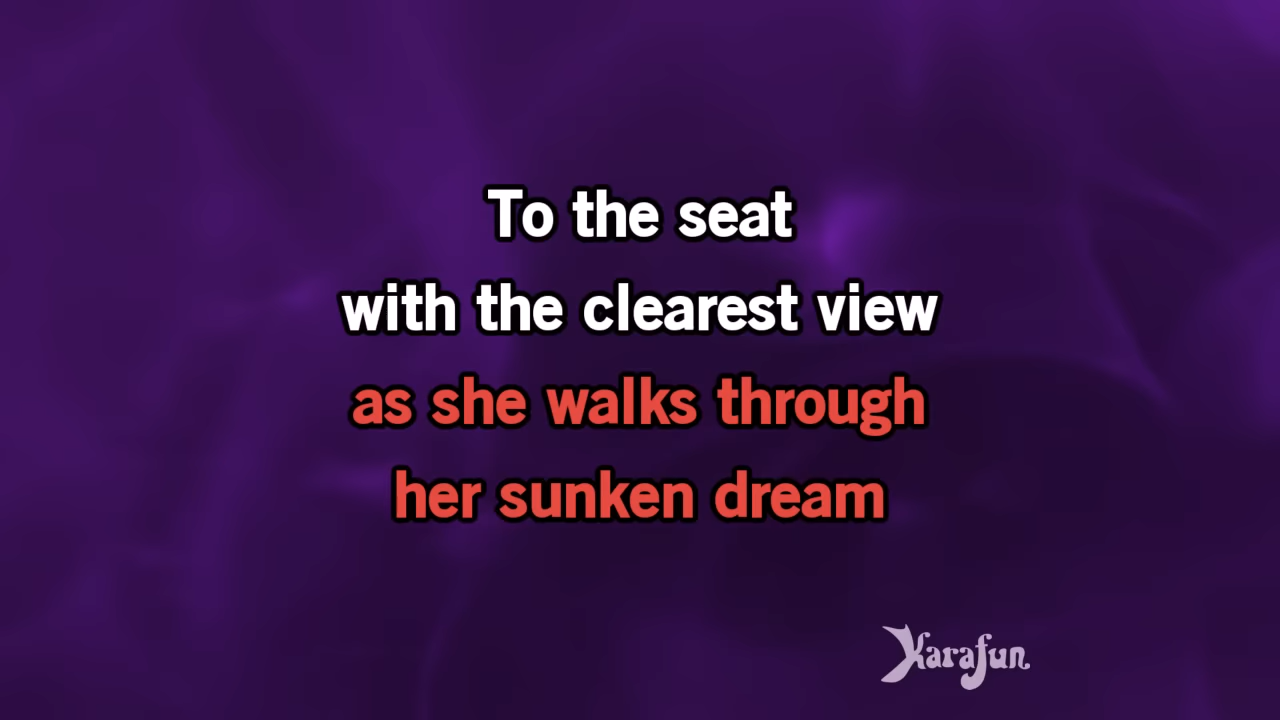 To the seat
with the clearest view
as she walks through
her sunken dream
Karafun